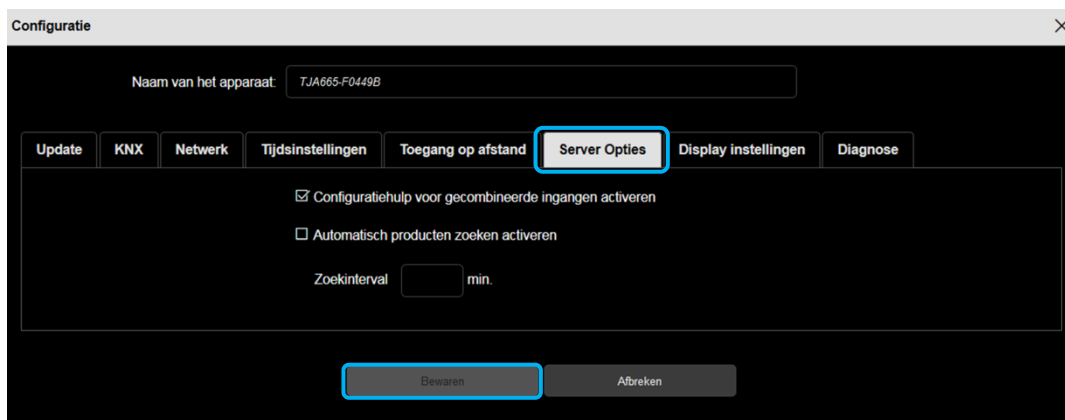 Configuratie
Naam van het apparaat: TJA665-F0449B
Update KNX Netwerk Tijdsinstellingen Toegang op afstand Server Opties Display instellingen Diagnose
Configuratiehulp voor gecombineerde ingangen activeren
Automatisch producten zoeken activeren
Zoekinterval min.
Bewaren Afbreken